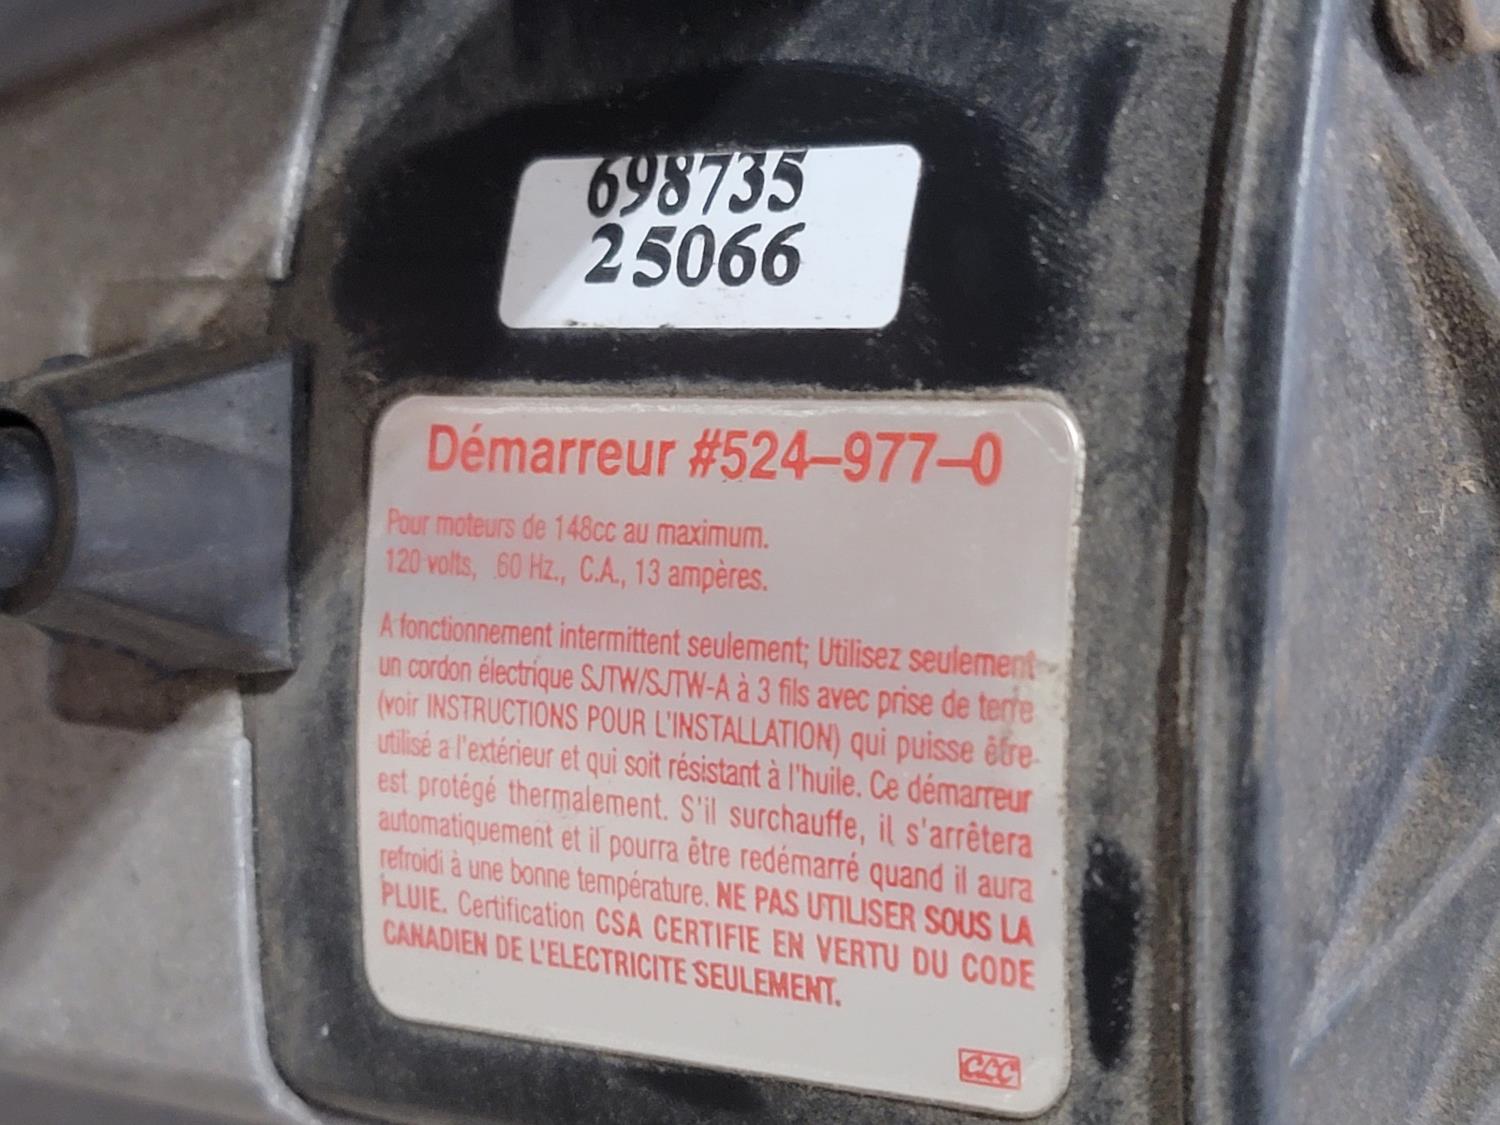 698735
25066
Démarreur #524-977-0
Pour moteurs de 148cc au maximum.
120 volts, 60 Hz., C.A., 13 ampères.
A fonctionnement intermittent seulement; Utilisez seulement
un cordon électrique SJTW/SJTW-A à 3 fils avec prise de terre
(voir INSTRUCTIONS POUR L'INSTALLATION) qui puisse être
utilisé a l'extérieur et qui soit résistant à l'huile. Ce démarreur
est protégé thermalement. S'il surchauffe, il s'arrêtera
automatiquement et il pourra être redémarré quand il aura
refroidi à une bonne température. NE PAS UTILISER SOUS LA
PLUIE. Certification CSA CERTIFIE EN VERTU DU CODE
CANADIEN DE L'ELECTRICITE SEULEMENT.
CCC